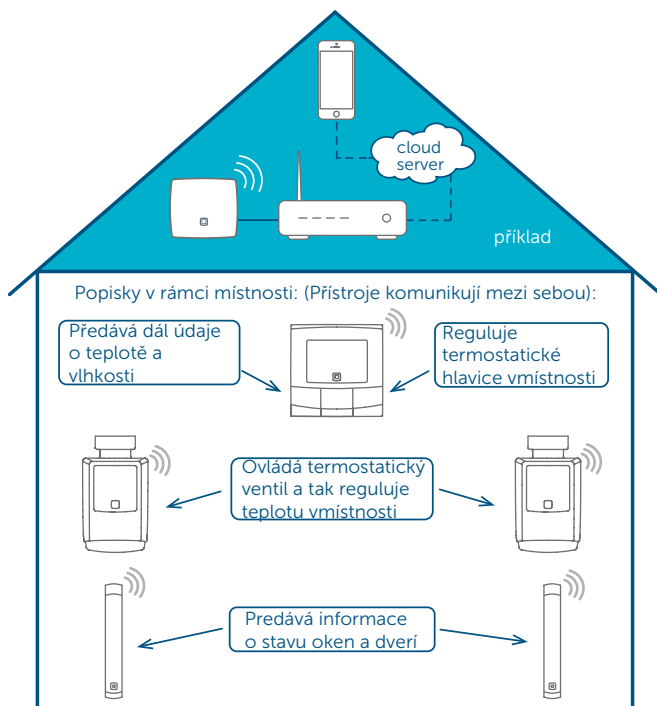 cloud
server
příklad
Popisky v rámci místnosti: (Přístroje komunikují mezi sebou):
Předává dál údaje
o teplotě a
vlhkosti
Reguluje
termostatické
hlavice vmístnosti
Ovládá termostatický
ventil a tak reguluje
teplotu vmístnosti
Predává informace
o stavu oken a dverí